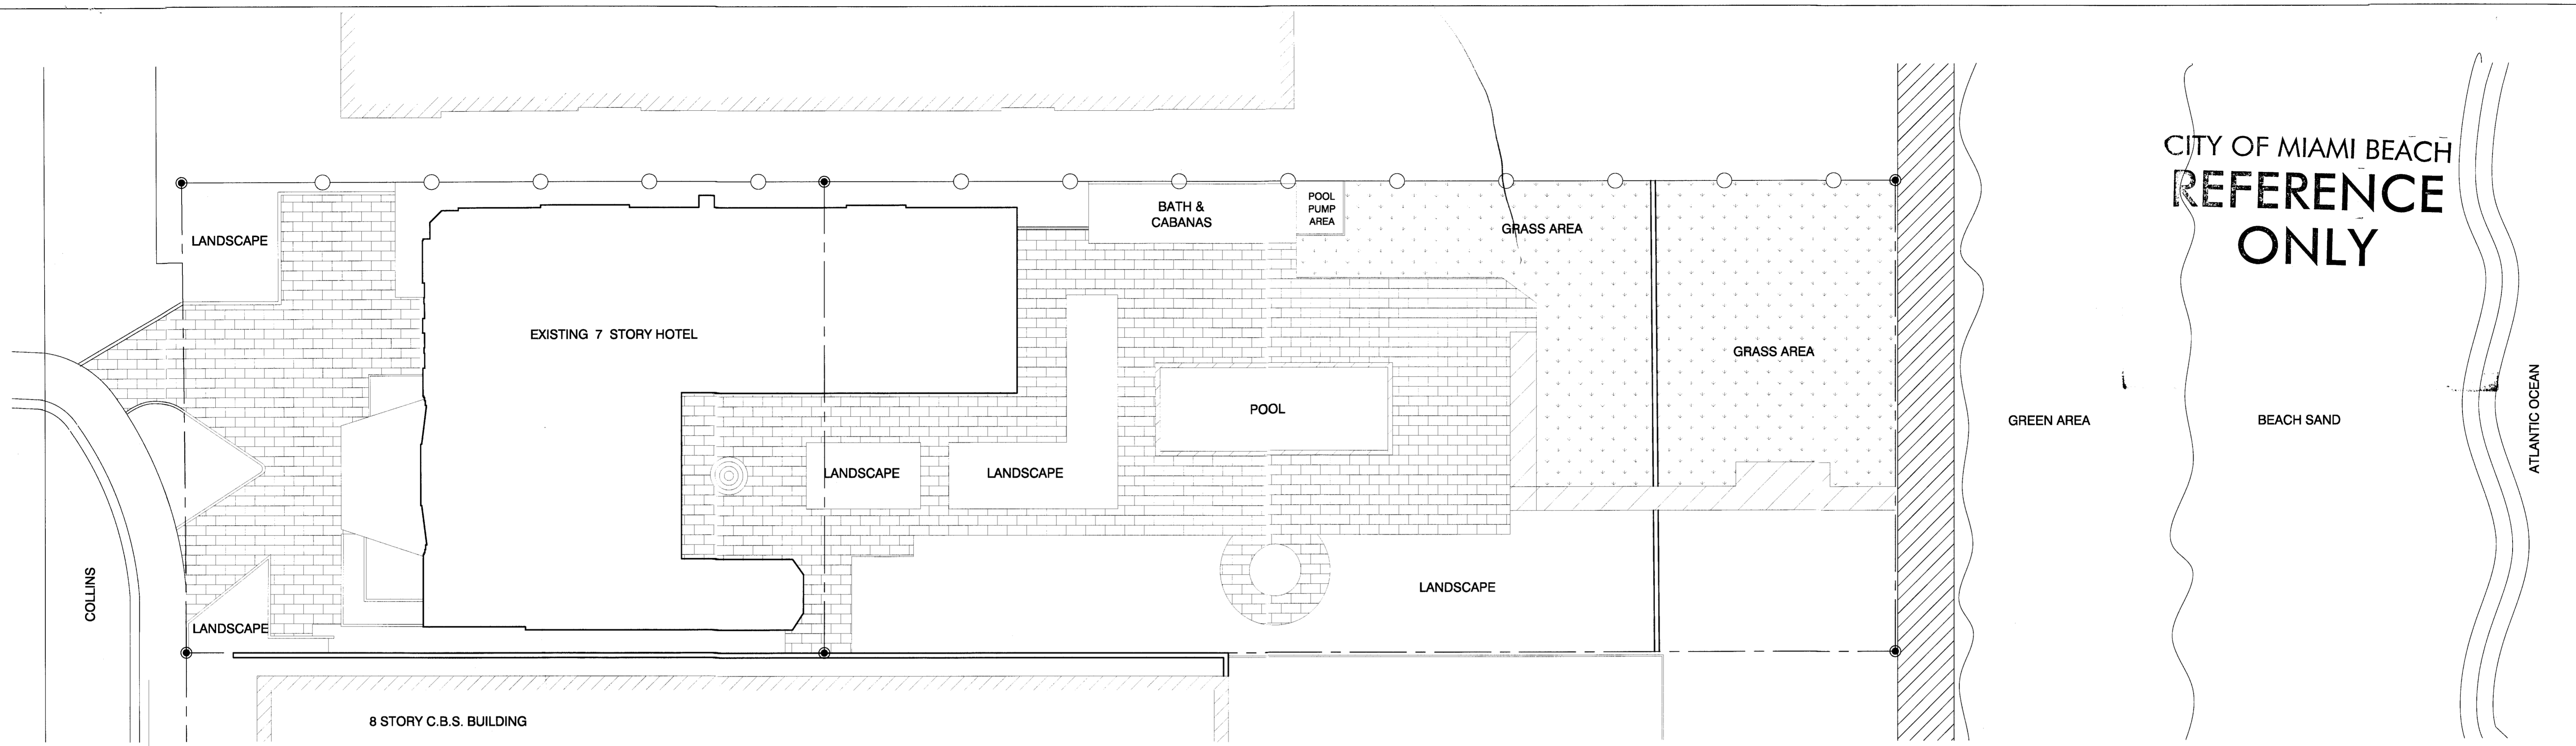 CITY OF MIAMI BEACH
REFERENCE
ONLY
BATH &
CABANAS
POOL
PUMP
AREA
GRASS AREA
LANDSCAPE
EXISTING 7 STORY HOTEL
GRASS AREA
POOL
GREEN AREA
BEACH SAND
ATLANTIC OCEAN
LANDSCAPE
LANDSCAPE
COLLINS
LANDSCAPE
LANDSCAPE
8 STORY C.B.S. BUILDING